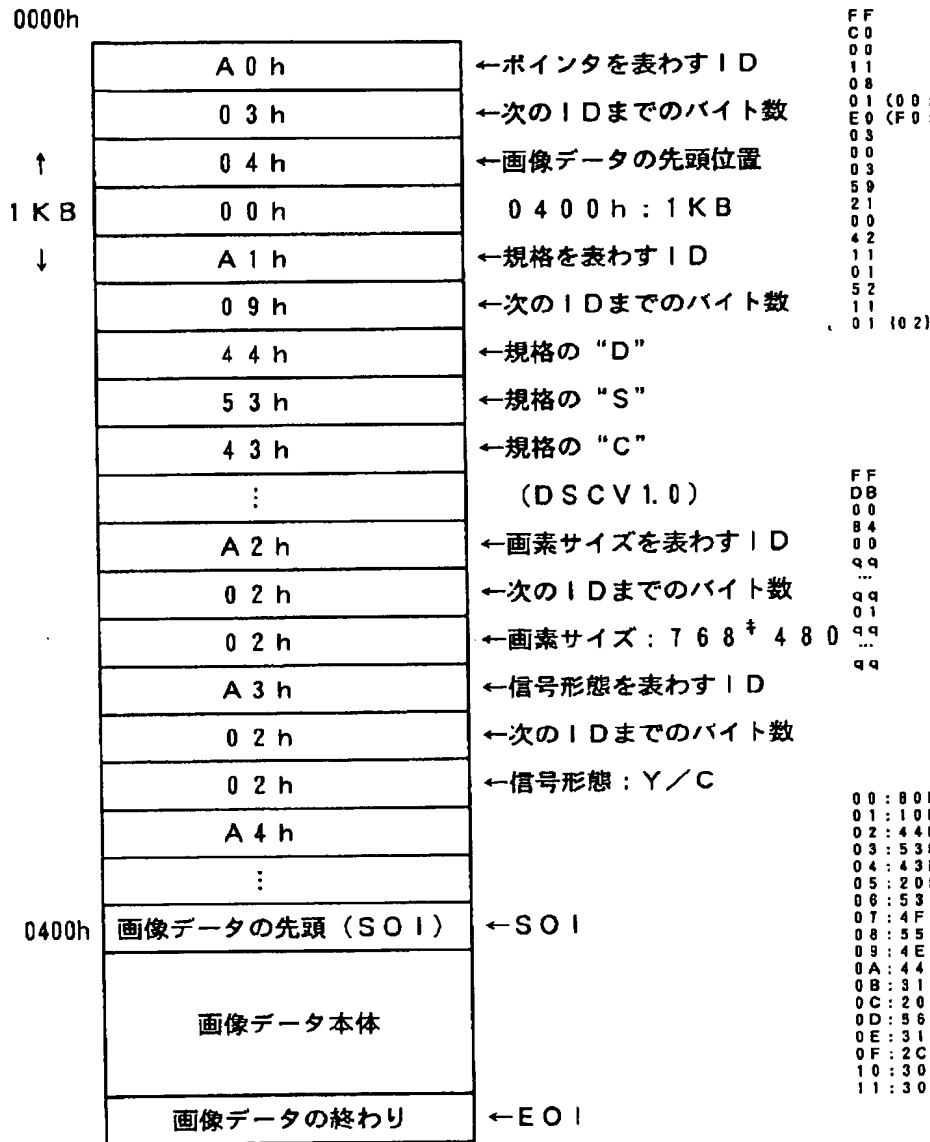 0000h
A0h ←ポインタを表わすID
03h ←次のIDまでのバイト数
↑ 04h ←画像データの先頭位置
1KB 00h 0400h:1KB
↓ A1h ←規格を表わすID
09h ←次のIDまでのバイト数
44h ←規格の“D”
53h ←規格の“S”
43h ←規格の“C”
⋮ (DSCV1.0)
A2h ←画素サイズを表わすID
02h ←次のIDまでのバイト数
02h ←画素サイズ:768* 480
A3h ←信号形態を表わすID
02h ←次のIDまでのバイト数
02h ←信号形態:Y/C
A4h
⋮
0400h 画像データの先頭(SOI) ←SOI
画像データ本体
画像データの終わり ←EOI
FF
C0
00
11
08
01 (00
E0 (F0
03
00
03
59
21
00
42
11
01
52
11
01 {02}
FF
DB
00
84
00
qq
…
qq
01
qq
…
qq
00:80
01:10
02:44
03:53
04:43
05:20
06:53
07:4F
08:55
09:4E
0A:44
0B:31
0C:20
0D:56
0E:31
0F:2C
10:30
11:30